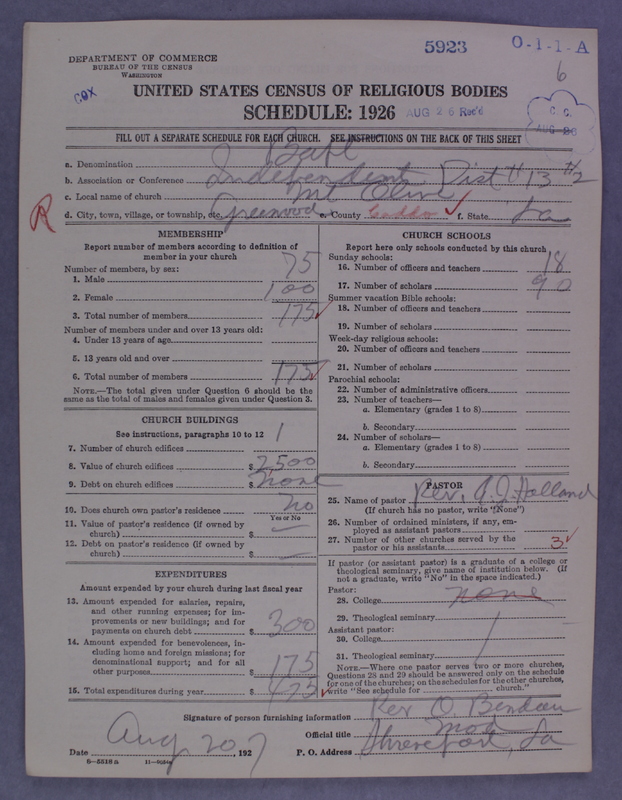 5923 O-1-1-A
DEPARTMENT OF COMMERCE
BUREAU OF THE CENSUS
WASHINGTON
6
COX
UNITED STATES CENSUS OF RELIGIOUS BODIES
SCHEDULE: 1926
AUG 26 Rec'd
C. C.
AUG 26
FILL OUT A SEPARATE SCHEDULE FOR EACH CHURCH. SEE INSTRUCTIONS ON THE BACK OF THIS SHEET
a. Denomination Bapt
b. Association or Conference Independent Dist # 13 #2
c. Local name of church Mt Olive
R
d. City, town, village, or township, etc. Greenwood e. County Caddo f. State La
MEMBERSHIP
Report number of members according to definition of
member in your church
Number of members, by sex:
1. Male 75
2. Female 100
3. Total number of members 175
Number of members under and over 13 years old:
4. Under 13 years of age
5. 13 years old and over
6. Total number of members 175
NOTE.—The total given under Question 6 should be the
same as the total of males and females given under Question 3.
CHURCH BUILDINGS
See instructions, paragraphs 10 to 12
7. Number of church edifices 1
8. Value of church edifices $ 2,500
9. Debt on church edifices $ none
10. Does church own pastor's residence no
Yes or No
11. Value of pastor's residence (if owned by
church) $
12. Debt on pastor's residence (if owned by
church) $
EXPENDITURES
Amount expended by your church during last fiscal year
13. Amount expended for salaries, repairs,
and other running expenses; for im-
provements or new buildings; and for
payments on church debt $ 300
14. Amount expended for benevolences, in-
cluding home and foreign missions; for
denominational support; and for all
other purposes $ 175
15. Total expenditures during year $ 475
CHURCH SCHOOLS
Report here only schools conducted by this church
Sunday schools:
16. Number of officers and teachers 18
17. Number of scholars 90
Summer vacation Bible schools:
18. Number of officers and teachers
19. Number of scholars
Week-day religious schools:
20. Number of officers and teachers
21. Number of scholars
Parochial schools:
22. Number of administrative officers
23. Number of teachers—
a. Elementary (grades 1 to 8)
b. Secondary
24. Number of scholars—
a. Elementary (grades 1 to 8)
b. Secondary
PASTOR
25. Name of pastor Rev. A. J. Holland
(If church has no pastor, write "None")
26. Number of ordained ministers, if any, em-
ployed as assistant pastors
27. Number of other churches served by the
pastor or his assistants 3
If pastor (or assistant pastor) is a graduate of a college or
theological seminary, give name of institution below. (If
not a graduate, write "No" in the space indicated.)
Pastor:
28. College none
29. Theological seminary
Assistant pastor:
30. College
31. Theological seminary
NOTE.—Where one pastor serves two or more churches,
Questions 28 and 29 should be answered only on the schedule
for one of the churches; on the schedules for the other churches,
write "See schedule for church."
Signature of person furnishing information Rev O.
Official title Mod
Date Aug 20, 1927 P. O. Address Shreveport, La
6—5518a